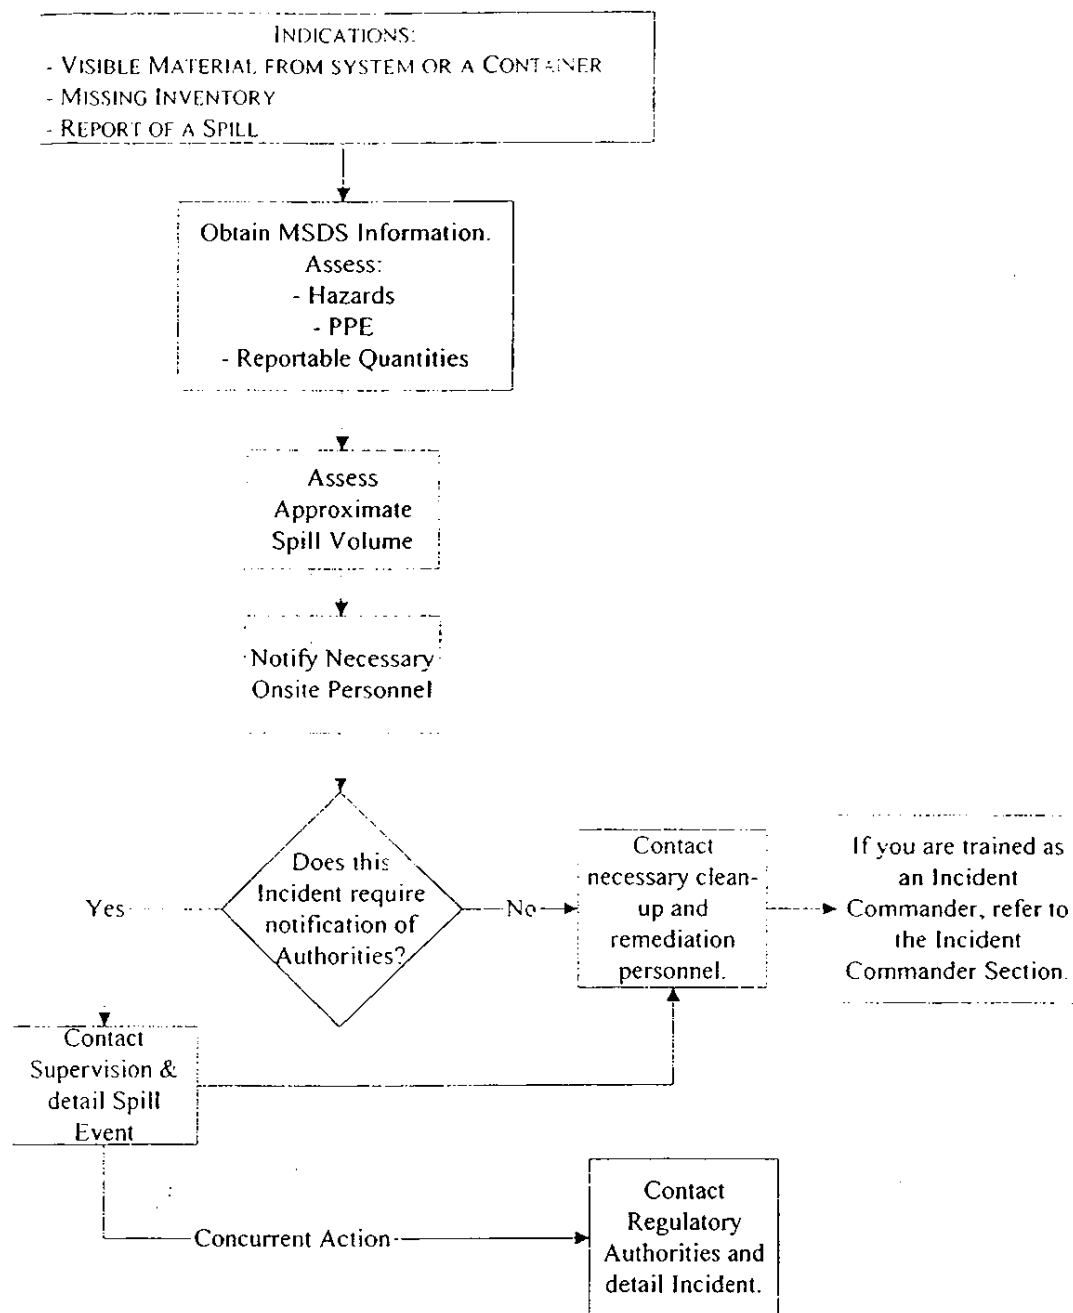 INDICATIONS:
- VISIBLE MATERIAL FROM SYSTEM OR A CONTAINER
- MISSING INVENTORY
- REPORT OF A SPILL
Obtain MSDS Information.
Assess:
- Hazards
- PPE
- Reportable Quantities
Assess
Approximate
Spill Volume
Notify Necessary
Onsite Personnel
Does this
Incident require
notification of
Authorities?
Yes
No
Contact
necessary clean-
up and
remediation
personnel.
If you are trained as
an Incident
Commander, refer to
the Incident
Commander Section.
Contact
Supervision &
detail Spill
Event
Concurrent Action
Contact
Regulatory
Authorities and
detail Incident.